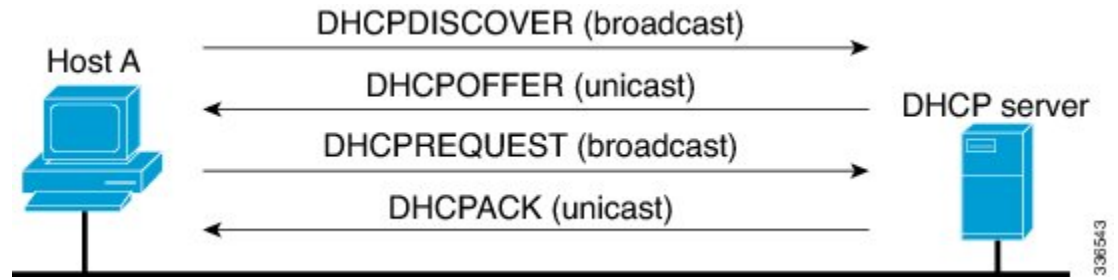 DHCPDISCOVER (broadcast)
Host A
DHCPOFFER (unicast)
DHCP server
DHCPREQUEST (broadcast)
DHCPACK (unicast)
336543